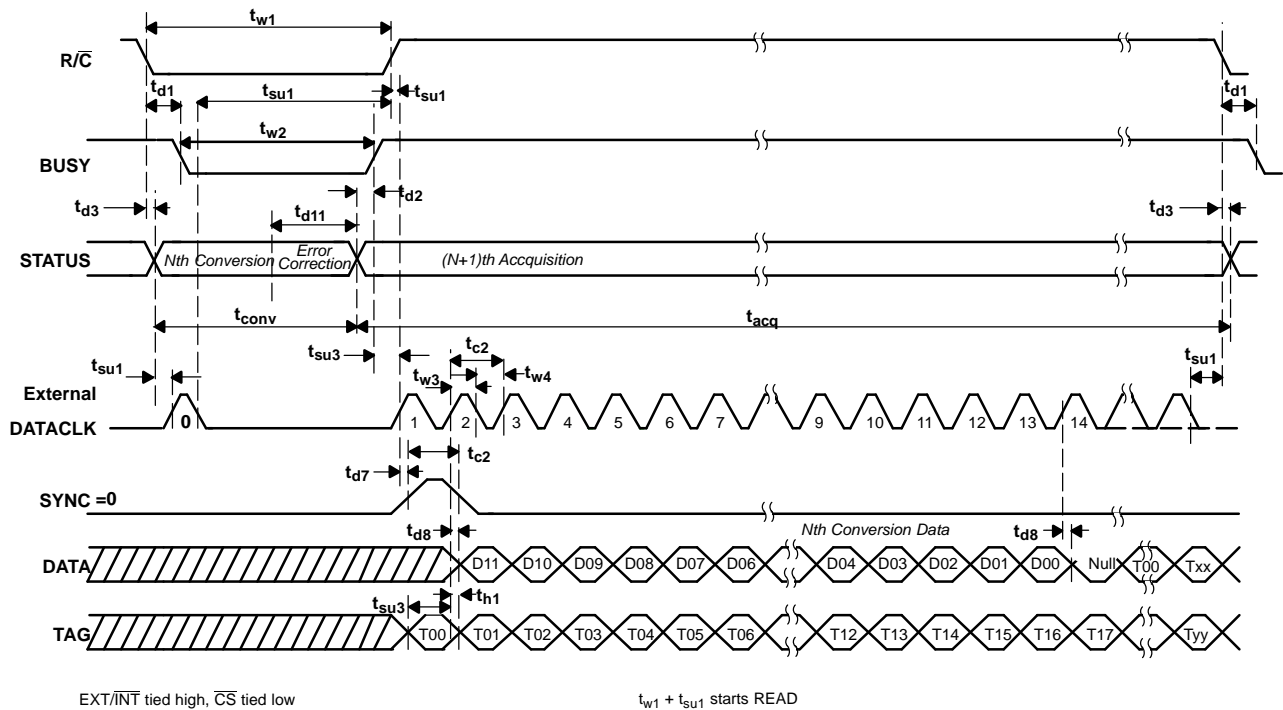 tw1
R/C
td1
tsu1
tsu1
td1
tw2
BUSY
td2
td3
td11
td3
STATUS
Nth Conversion
Error
Correction
(N+1)th Accquisition
tconv
tacq
tsu1
tsu3
tc2
tsu1
tw3
tw4
External
DATACLK
0 1 2 3 4 5 6 7 9 10 11 12 13 14
tc2
td7
SYNC =0
td8
Nth Conversion Data
td8
DATA
D11 D10 D09 D08 D07 D06 D04 D03 D02 D01 D00 Null T00 Txx
tsu3
th1
TAG
T00 T01 T02 T03 T04 T05 T06 T12 T13 T14 T15 T16 T17 Tyy
EXT/INT tied high, CS tied low
tw1 + tsu1 starts READ